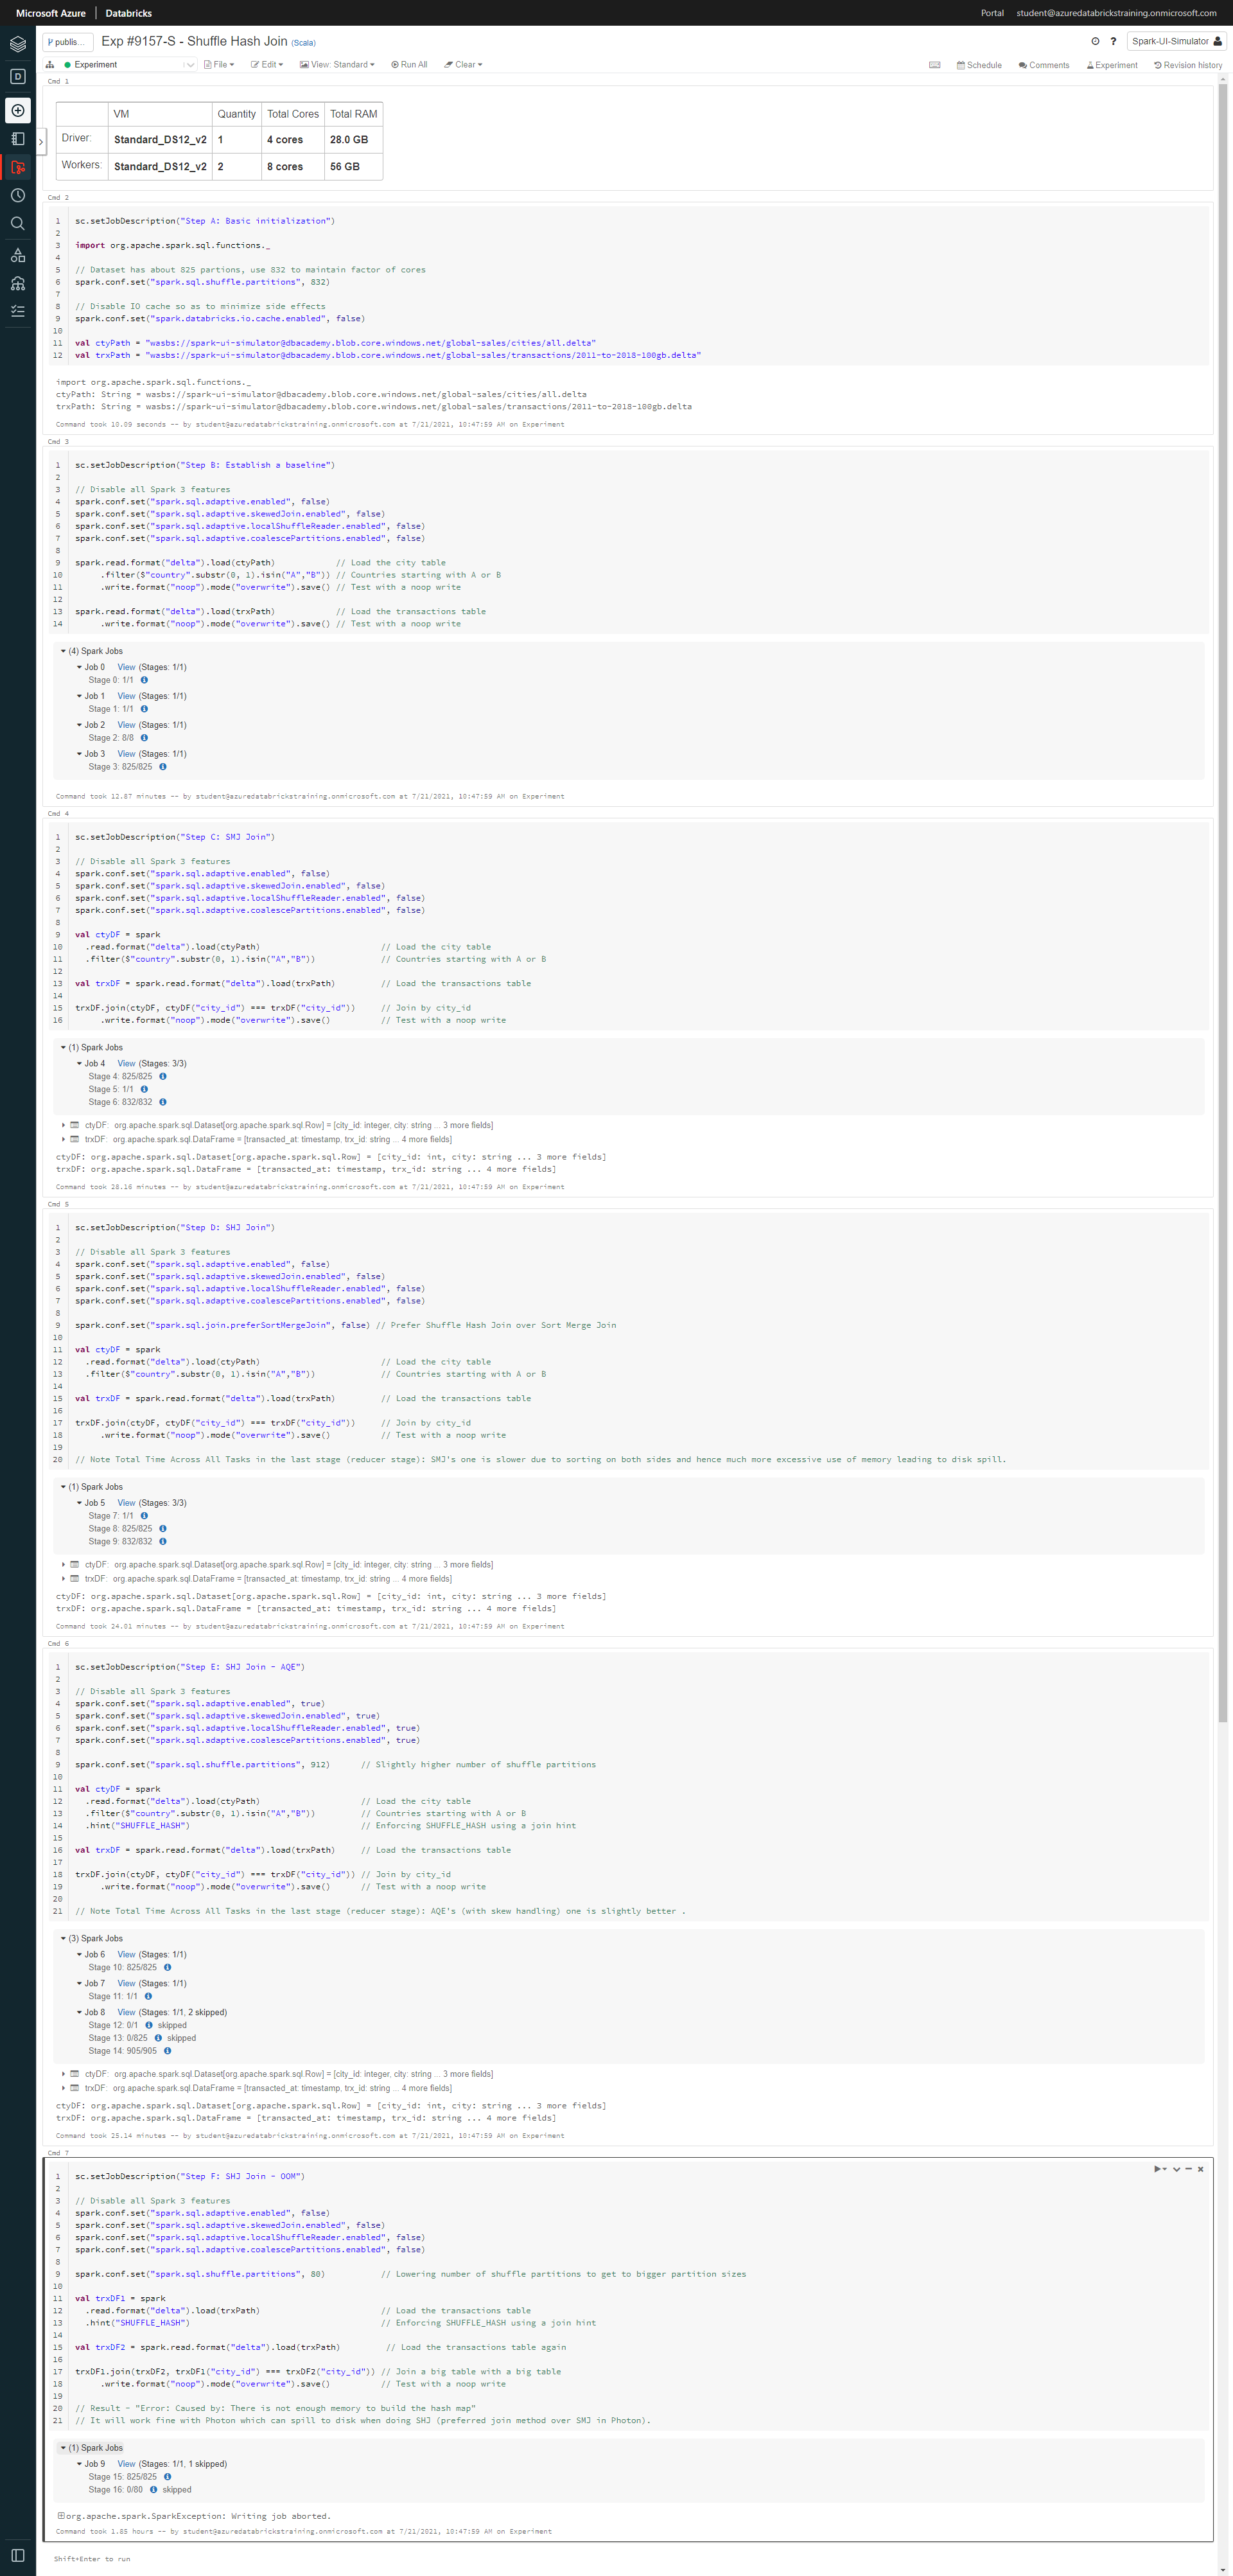 Microsoft Azure | Databricks
Portal student@azuredatabrickstraining.onmicrosoft.com
publis... Exp #9157-S - Shuffle Hash Join (Scala)
? Spark-UI-Simulator
Experiment File Edit View: Standard Run All Clear
Schedule Comments Experiment Revision history
D
Cmd 1
VM Quantity Total Cores Total RAM
Driver: Standard_DS12_v2 1 4 cores 28.0 GB
Workers: Standard_DS12_v2 2 8 cores 56 GB
Cmd 2
1 sc.setJobDescription("Step A: Basic initialization")
2
3 import org.apache.spark.sql.functions._
4
5 // Dataset has about 825 partions, use 832 to maintain factor of cores
6 spark.conf.set("spark.sql.shuffle.partitions", 832)
7
8 // Disable IO cache so as to minimize side effects
9 spark.conf.set("spark.databricks.io.cache.enabled", false)
10
11 val ctyPath = "wasbs://spark-ui-simulator@dbacademy.blob.core.windows.net/global-sales/cities/all.delta"
12 val trxPath = "wasbs://spark-ui-simulator@dbacademy.blob.core.windows.net/global-sales/transactions/2011-to-2018-100gb.delta"
import org.apache.spark.sql.functions._
ctyPath: String = wasbs://spark-ui-simulator@dbacademy.blob.core.windows.net/global-sales/cities/all.delta
trxPath: String = wasbs://spark-ui-simulator@dbacademy.blob.core.windows.net/global-sales/transactions/2011-to-2018-100gb.delta
Command took 10.09 seconds -- by student@azuredatabrickstraining.onmicrosoft.com at 7/21/2021, 10:47:59 AM on Experiment
Cmd 3
1 sc.setJobDescription("Step B: Establish a baseline")
2
3 // Disable all Spark 3 features
4 spark.conf.set("spark.sql.adaptive.enabled", false)
5 spark.conf.set("spark.sql.adaptive.skewedJoin.enabled", false)
6 spark.conf.set("spark.sql.adaptive.localShuffleReader.enabled", false)
7 spark.conf.set("spark.sql.adaptive.coalescePartitions.enabled", false)
8
9 spark.read.format("delta").load(ctyPath) // Load the city table
10 .filter($"country".substr(0, 1).isin("A","B")) // Countries starting with A or B
11 .write.format("noop").mode("overwrite").save() // Test with a noop write
12
13 spark.read.format("delta").load(trxPath) // Load the transactions table
14 .write.format("noop").mode("overwrite").save() // Test with a noop write
(4) Spark Jobs
Job 0 View (Stages: 1/1)
Stage 0: 1/1
Job 1 View (Stages: 1/1)
Stage 1: 1/1
Job 2 View (Stages: 1/1)
Stage 2: 8/8
Job 3 View (Stages: 1/1)
Stage 3: 825/825
Command took 12.87 minutes -- by student@azuredatabrickstraining.onmicrosoft.com at 7/21/2021, 10:47:59 AM on Experiment
Cmd 4
1 sc.setJobDescription("Step C: SMJ Join")
2
3 // Disable all Spark 3 features
4 spark.conf.set("spark.sql.adaptive.enabled", false)
5 spark.conf.set("spark.sql.adaptive.skewedJoin.enabled", false)
6 spark.conf.set("spark.sql.adaptive.localShuffleReader.enabled", false)
7 spark.conf.set("spark.sql.adaptive.coalescePartitions.enabled", false)
8
9 val ctyDF = spark
10 .read.format("delta").load(ctyPath) // Load the city table
11 .filter($"country".substr(0, 1).isin("A","B")) // Countries starting with A or B
12
13 val trxDF = spark.read.format("delta").load(trxPath) // Load the transactions table
14
15 trxDF.join(ctyDF, ctyDF("city_id") === trxDF("city_id")) // Join by city_id
16 .write.format("noop").mode("overwrite").save() // Test with a noop write
(1) Spark Jobs
Job 4 View (Stages: 3/3)
Stage 4: 825/825
Stage 5: 1/1
Stage 6: 832/832
ctyDF: org.apache.spark.sql.Dataset[org.apache.spark.sql.Row] = [city_id: integer, city: string ... 3 more fields]
trxDF: org.apache.spark.sql.DataFrame = [transacted_at: timestamp, trx_id: string ... 4 more fields]
ctyDF: org.apache.spark.sql.Dataset[org.apache.spark.sql.Row] = [city_id: int, city: string ... 3 more fields]
trxDF: org.apache.spark.sql.DataFrame = [transacted_at: timestamp, trx_id: string ... 4 more fields]
Command took 28.16 minutes -- by student@azuredatabrickstraining.onmicrosoft.com at 7/21/2021, 10:47:59 AM on Experiment
Cmd 5
1 sc.setJobDescription("Step D: SHJ Join")
2
3 // Disable all Spark 3 features
4 spark.conf.set("spark.sql.adaptive.enabled", false)
5 spark.conf.set("spark.sql.adaptive.skewedJoin.enabled", false)
6 spark.conf.set("spark.sql.adaptive.localShuffleReader.enabled", false)
7 spark.conf.set("spark.sql.adaptive.coalescePartitions.enabled", false)
8
9 spark.conf.set("spark.sql.join.preferSortMergeJoin", false) // Prefer Shuffle Hash Join over Sort Merge Join
10
11 val ctyDF = spark
12 .read.format("delta").load(ctyPath) // Load the city table
13 .filter($"country".substr(0, 1).isin("A","B")) // Countries starting with A or B
14
15 val trxDF = spark.read.format("delta").load(trxPath) // Load the transactions table
16
17 trxDF.join(ctyDF, ctyDF("city_id") === trxDF("city_id")) // Join by city_id
18 .write.format("noop").mode("overwrite").save() // Test with a noop write
19
20 // Note Total Time Across All Tasks in the last stage (reducer stage): SMJ's one is slower due to sorting on both sides and hence much more excessive use of memory leading to disk spill.
(1) Spark Jobs
Job 5 View (Stages: 3/3)
Stage 7: 1/1
Stage 8: 825/825
Stage 9: 832/832
ctyDF: org.apache.spark.sql.Dataset[org.apache.spark.sql.Row] = [city_id: integer, city: string ... 3 more fields]
trxDF: org.apache.spark.sql.DataFrame = [transacted_at: timestamp, trx_id: string ... 4 more fields]
ctyDF: org.apache.spark.sql.Dataset[org.apache.spark.sql.Row] = [city_id: int, city: string ... 3 more fields]
trxDF: org.apache.spark.sql.DataFrame = [transacted_at: timestamp, trx_id: string ... 4 more fields]
Command took 24.01 minutes -- by student@azuredatabrickstraining.onmicrosoft.com at 7/21/2021, 10:47:59 AM on Experiment
Cmd 6
1 sc.setJobDescription("Step E: SHJ Join - AQE")
2
3 // Disable all Spark 3 features
4 spark.conf.set("spark.sql.adaptive.enabled", true)
5 spark.conf.set("spark.sql.adaptive.skewedJoin.enabled", true)
6 spark.conf.set("spark.sql.adaptive.localShuffleReader.enabled", true)
7 spark.conf.set("spark.sql.adaptive.coalescePartitions.enabled", true)
8
9 spark.conf.set("spark.sql.shuffle.partitions", 912) // Slightly higher number of shuffle partitions
10
11 val ctyDF = spark
12 .read.format("delta").load(ctyPath) // Load the city table
13 .filter($"country".substr(0, 1).isin("A","B")) // Countries starting with A or B
14 .hint("SHUFFLE_HASH") // Enforcing SHUFFLE_HASH using a join hint
15
16 val trxDF = spark.read.format("delta").load(trxPath) // Load the transactions table
17
18 trxDF.join(ctyDF, ctyDF("city_id") === trxDF("city_id")) // Join by city_id
19 .write.format("noop").mode("overwrite").save() // Test with a noop write
20
21 // Note Total Time Across All Tasks in the last stage (reducer stage): AQE's (with skew handling) one is slightly better .
(3) Spark Jobs
Job 6 View (Stages: 1/1)
Stage 10: 825/825
Job 7 View (Stages: 1/1)
Stage 11: 1/1
Job 8 View (Stages: 1/1, 2 skipped)
Stage 12: 0/1 skipped
Stage 13: 0/825 skipped
Stage 14: 905/905
ctyDF: org.apache.spark.sql.Dataset[org.apache.spark.sql.Row] = [city_id: integer, city: string ... 3 more fields]
trxDF: org.apache.spark.sql.DataFrame = [transacted_at: timestamp, trx_id: string ... 4 more fields]
ctyDF: org.apache.spark.sql.Dataset[org.apache.spark.sql.Row] = [city_id: int, city: string ... 3 more fields]
trxDF: org.apache.spark.sql.DataFrame = [transacted_at: timestamp, trx_id: string ... 4 more fields]
Command took 25.14 minutes -- by student@azuredatabrickstraining.onmicrosoft.com at 7/21/2021, 10:47:59 AM on Experiment
Cmd 7
1 sc.setJobDescription("Step F: SHJ Join - OOM")
2
3 // Disable all Spark 3 features
4 spark.conf.set("spark.sql.adaptive.enabled", false)
5 spark.conf.set("spark.sql.adaptive.skewedJoin.enabled", false)
6 spark.conf.set("spark.sql.adaptive.localShuffleReader.enabled", false)
7 spark.conf.set("spark.sql.adaptive.coalescePartitions.enabled", false)
8
9 spark.conf.set("spark.sql.shuffle.partitions", 80) // Lowering number of shuffle partitions to get to bigger partition sizes
10
11 val trxDF1 = spark
12 .read.format("delta").load(trxPath) // Load the transactions table
13 .hint("SHUFFLE_HASH") // Enforcing SHUFFLE_HASH using a join hint
14
15 val trxDF2 = spark.read.format("delta").load(trxPath) // Load the transactions table again
16
17 trxDF1.join(trxDF2, trxDF1("city_id") === trxDF2("city_id")) // Join a big table with a big table
18 .write.format("noop").mode("overwrite").save() // Test with a noop write
19
20 // Result - "Error: Caused by: There is not enough memory to build the hash map"
21 // It will work fine with Photon which can spill to disk when doing SHJ (preferred join method over SMJ in Photon).
(1) Spark Jobs
Job 9 View (Stages: 1/1, 1 skipped)
Stage 15: 825/825
Stage 16: 0/80 skipped
org.apache.spark.SparkException: Writing job aborted.
Command took 1.85 hours -- by student@azuredatabrickstraining.onmicrosoft.com at 7/21/2021, 10:47:59 AM on Experiment
Shift+Enter to run